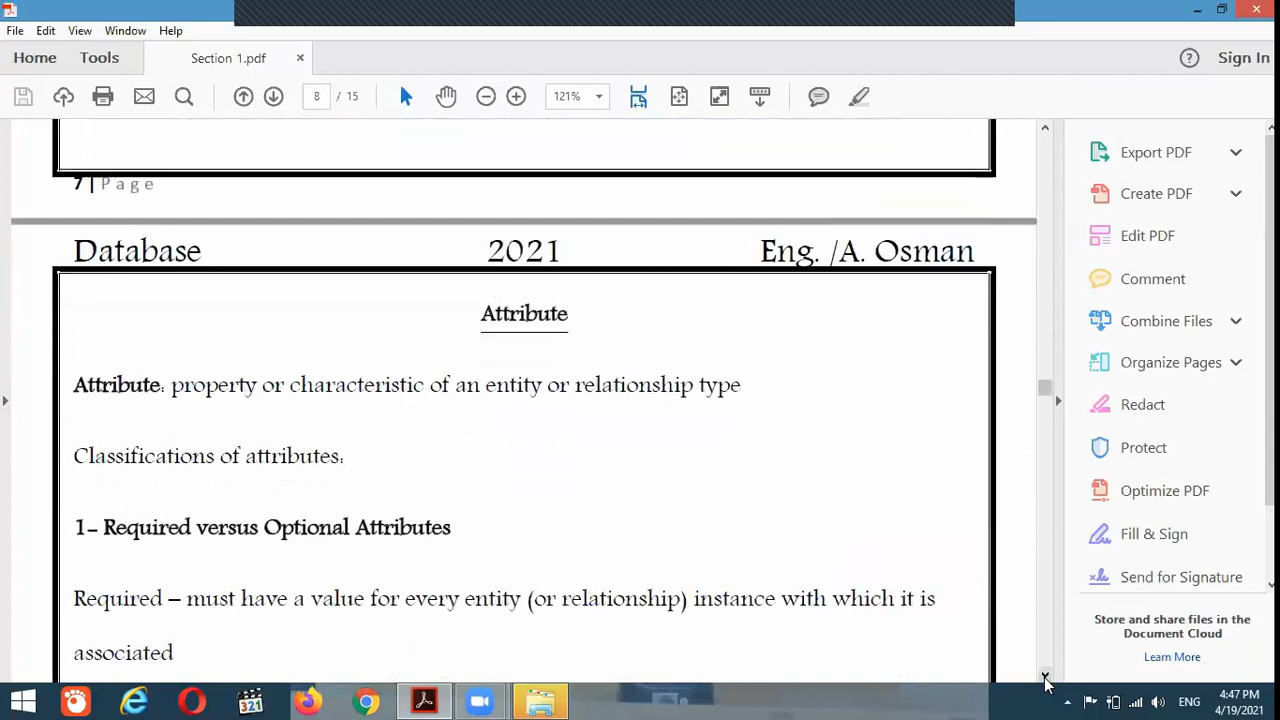 File Edit View Window Help
Home Tools Section 1.pdf × ? Sign In
8 / 15 121%
7 | Page
Database 2021 Eng. /A. Osman
Attribute
Attribute: property or characteristic of an entity or relationship type
Classifications of attributes:
1– Required versus Optional Attributes
Required – must have a value for every entity (or relationship) instance with which it is
associated
Export PDF
Create PDF
Edit PDF
Comment
Combine Files
Organize Pages
Redact
Protect
Optimize PDF
Fill & Sign
Send for Signature
Store and share files in the
Document Cloud
Learn More
321
ENG
4:47 PM
4/19/2021